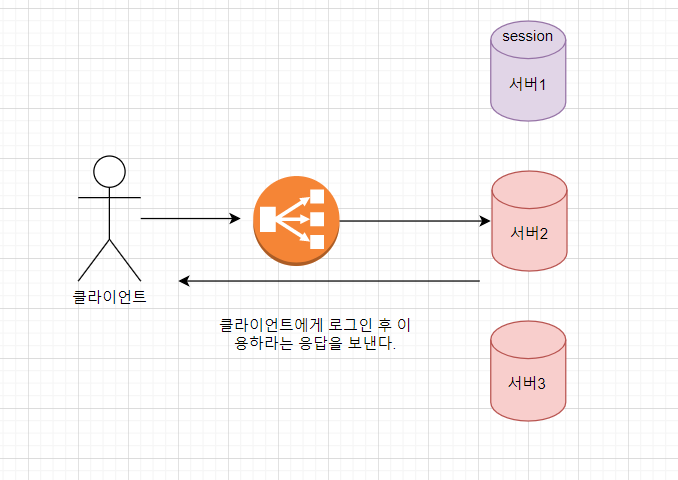 session
서버1
서버2
클라이언트
클라이언트에게 로그인 후 이
용하라는 응답을 보낸다.
서버3